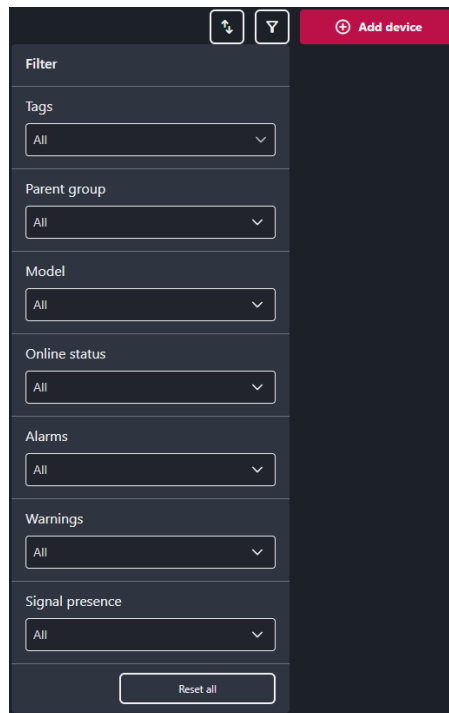 Add device
Filter
Tags
All
Parent group
All
Model
All
Online status
All
Alarms
All
Warnings
All
Signal presence
All
Reset all